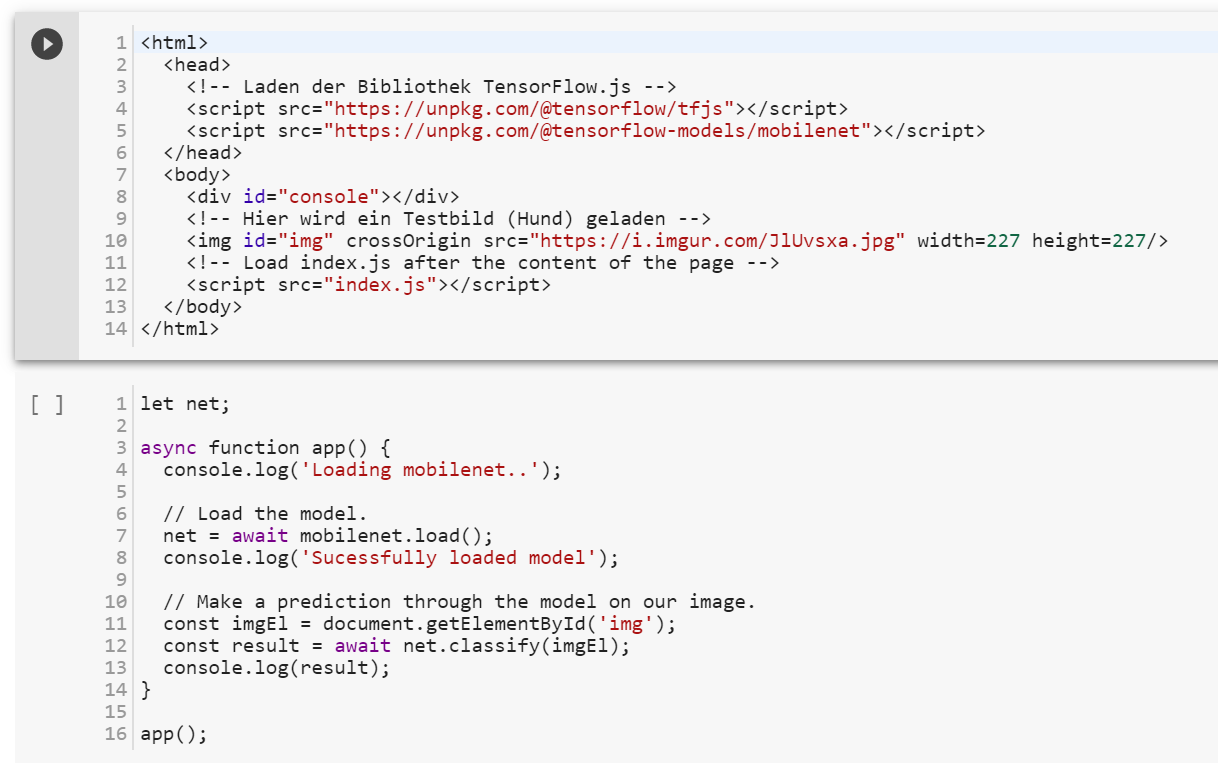 1 <html>
2   <head>
3     <!-- Laden der Bibliothek TensorFlow.js -->
4     <script src="https://unpkg.com/@tensorflow/tfjs"></script>
5     <script src="https://unpkg.com/@tensorflow-models/mobilenet"></script>
6   </head>
7   <body>
8     <div id="console"></div>
9     <!-- Hier wird ein Testbild (Hund) geladen -->
10     <img id="img" crossOrigin src="https://i.imgur.com/JlUvsxa.jpg" width=227 height=227/>
11     <!-- Load index.js after the content of the page -->
12     <script src="index.js"></script>
13   </body>
14 </html>
[ ] 1 let net;
2
3 async function app() {
4   console.log('Loading mobilenet..');
5
6   // Load the model.
7   net = await mobilenet.load();
8   console.log('Sucessfully loaded model');
9
10   // Make a prediction through the model on our image.
11   const imgEl = document.getElementById('img');
12   const result = await net.classify(imgEl);
13   console.log(result);
14 }
15
16 app();